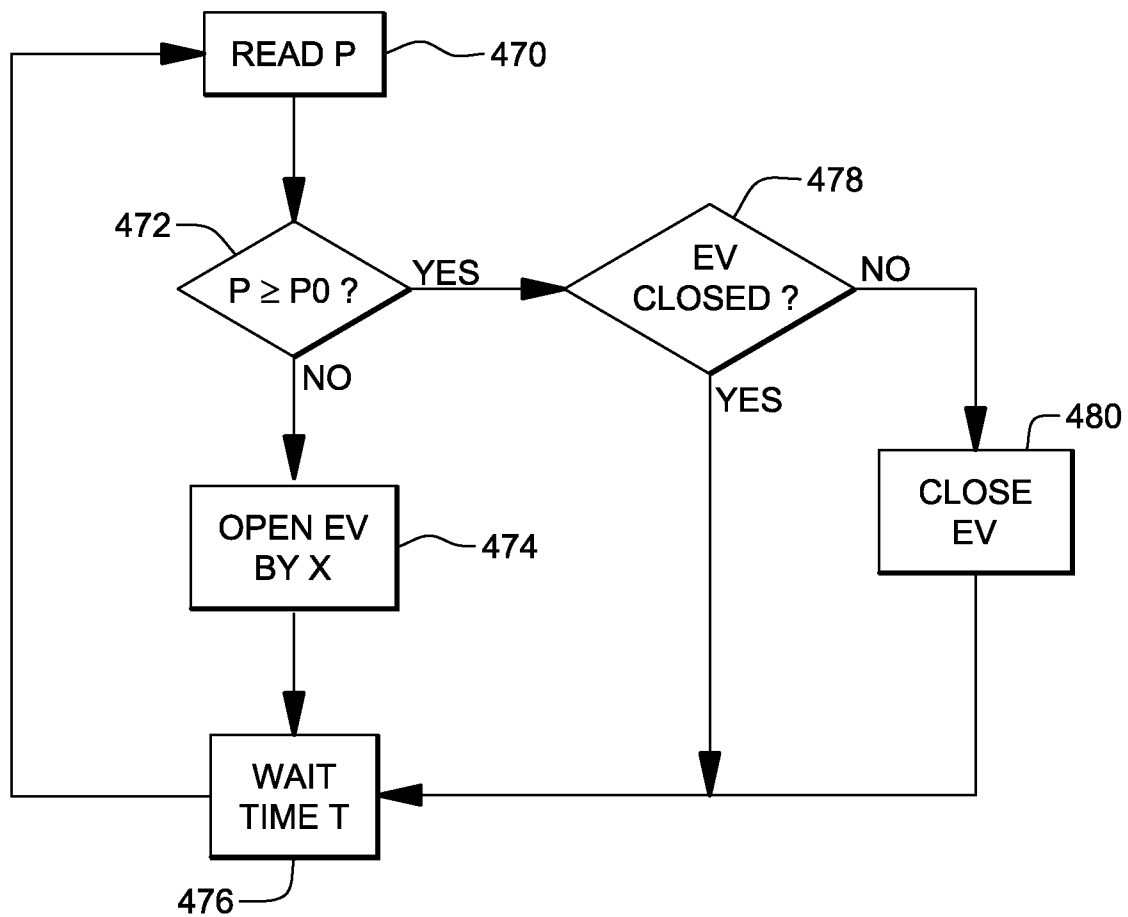 READ P
470
478
472
P ≥ P0 ?
YES
EV
CLOSED ?
NO
NO
YES
480
OPEN EV
BY X
474
CLOSE
EV
WAIT
TIME T
476